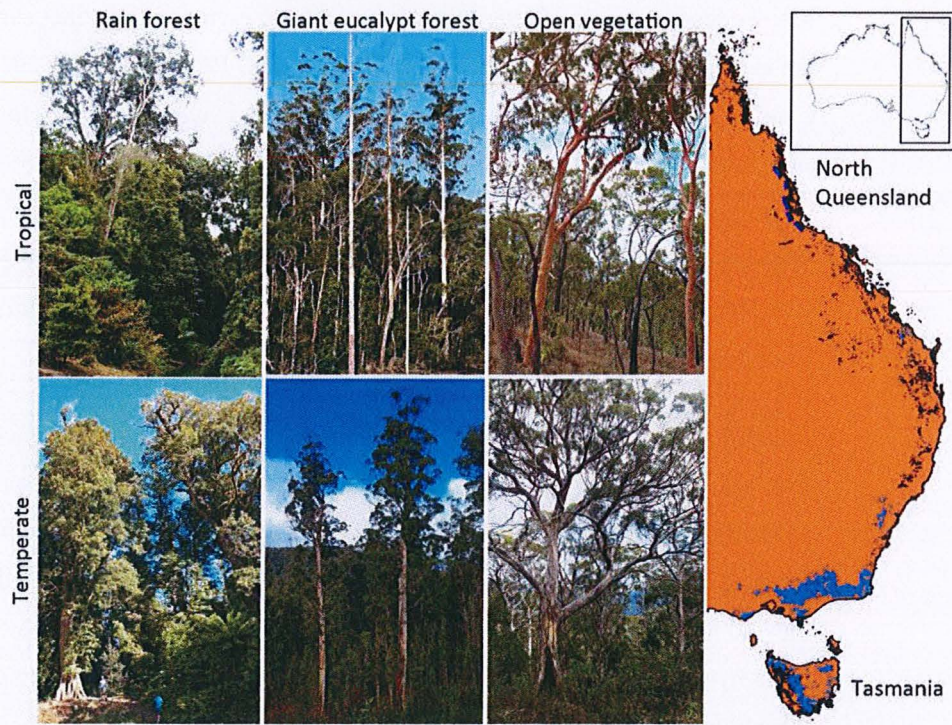 Rain forest
Giant eucalypt forest
Open vegetation
Tropical
Temperate
North
Queensland
Tasmania